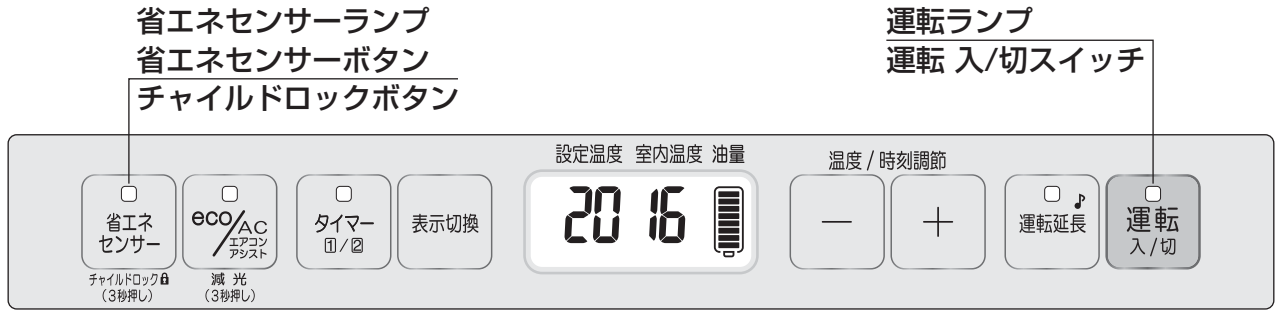 省エネセンサーランプ
省エネセンサーボタン
チャイルドロックボタン
運転ランプ
運転 入/切スイッチ
設定温度 室内温度 油量
温度 / 時刻調節
省エネ
センサー
チャイルドロック
(3秒押し)
eco/AC
エアコン
アシスト
減 光
(3秒押し)
タイマー
1/2
表示切換
20 16
－
＋
♪
運転延長
運転
入/切